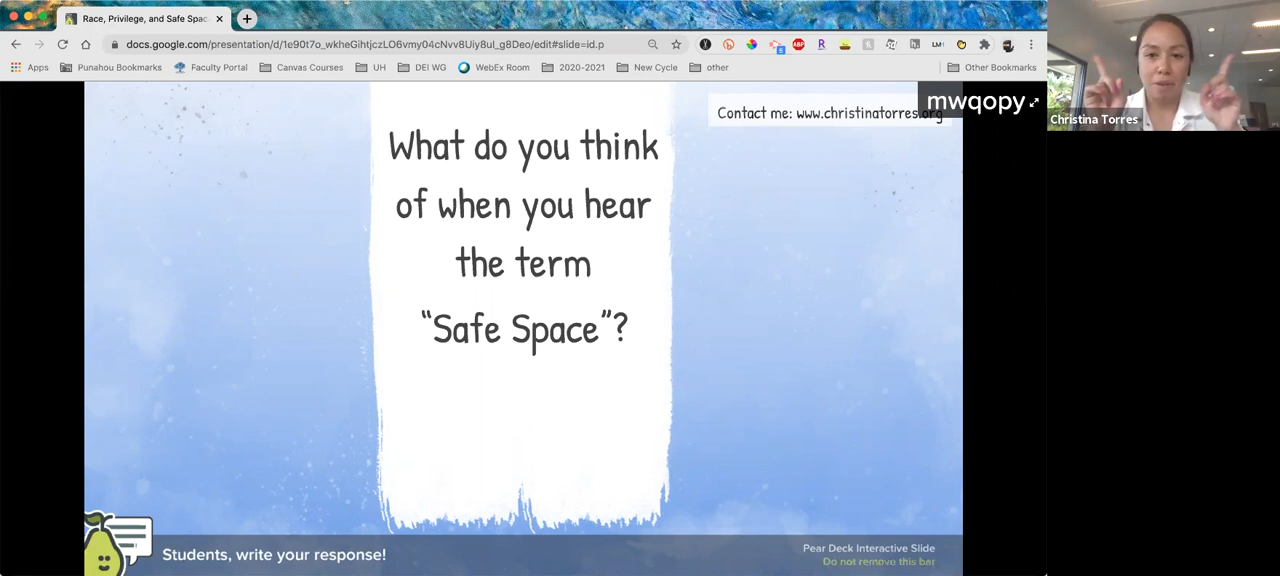 Race, Privilege, and Safe Spac
docs.google.com/presentation/d/1e90t7o_wkheGihtjczLO6vmy04cNvv8Uiy8ul_g8Deo/edit#slide=id.p
Apps Punahou Bookmarks Faculty Portal Canvas Courses UH DEI WG WebEx Room 2020-2021 New Cycle other Other Bookmarks
mwqopy
Contact me: www.christinatorres.org
Christina Torres
What do you think
of when you hear
the term
“Safe Space”?
Students, write your response!
Pear Deck Interactive Slide
Do not remove this bar